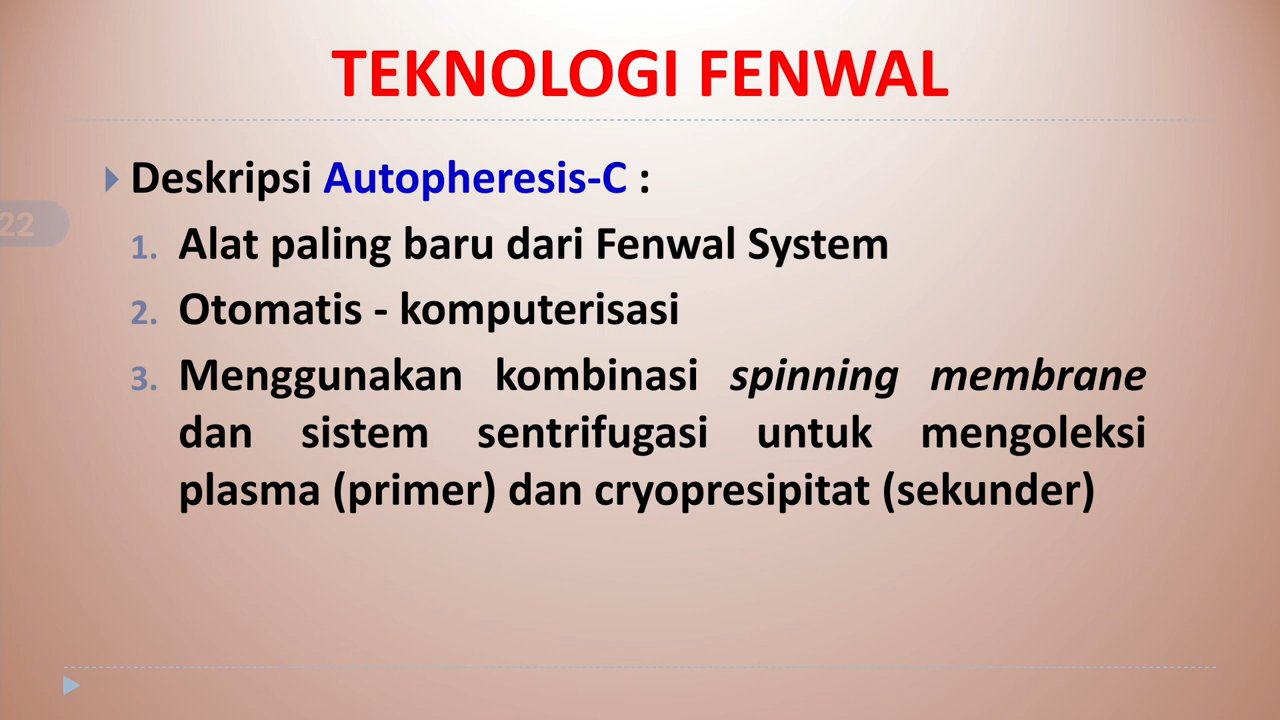 TEKNOLOGI FENWAL
Deskripsi Autopheresis-C :
22
1. Alat paling baru dari Fenwal System
2. Otomatis - komputerisasi
3. Menggunakan kombinasi spinning membrane
dan sistem sentrifugasi untuk mengoleksi
plasma (primer) dan cryopresipitat (sekunder)